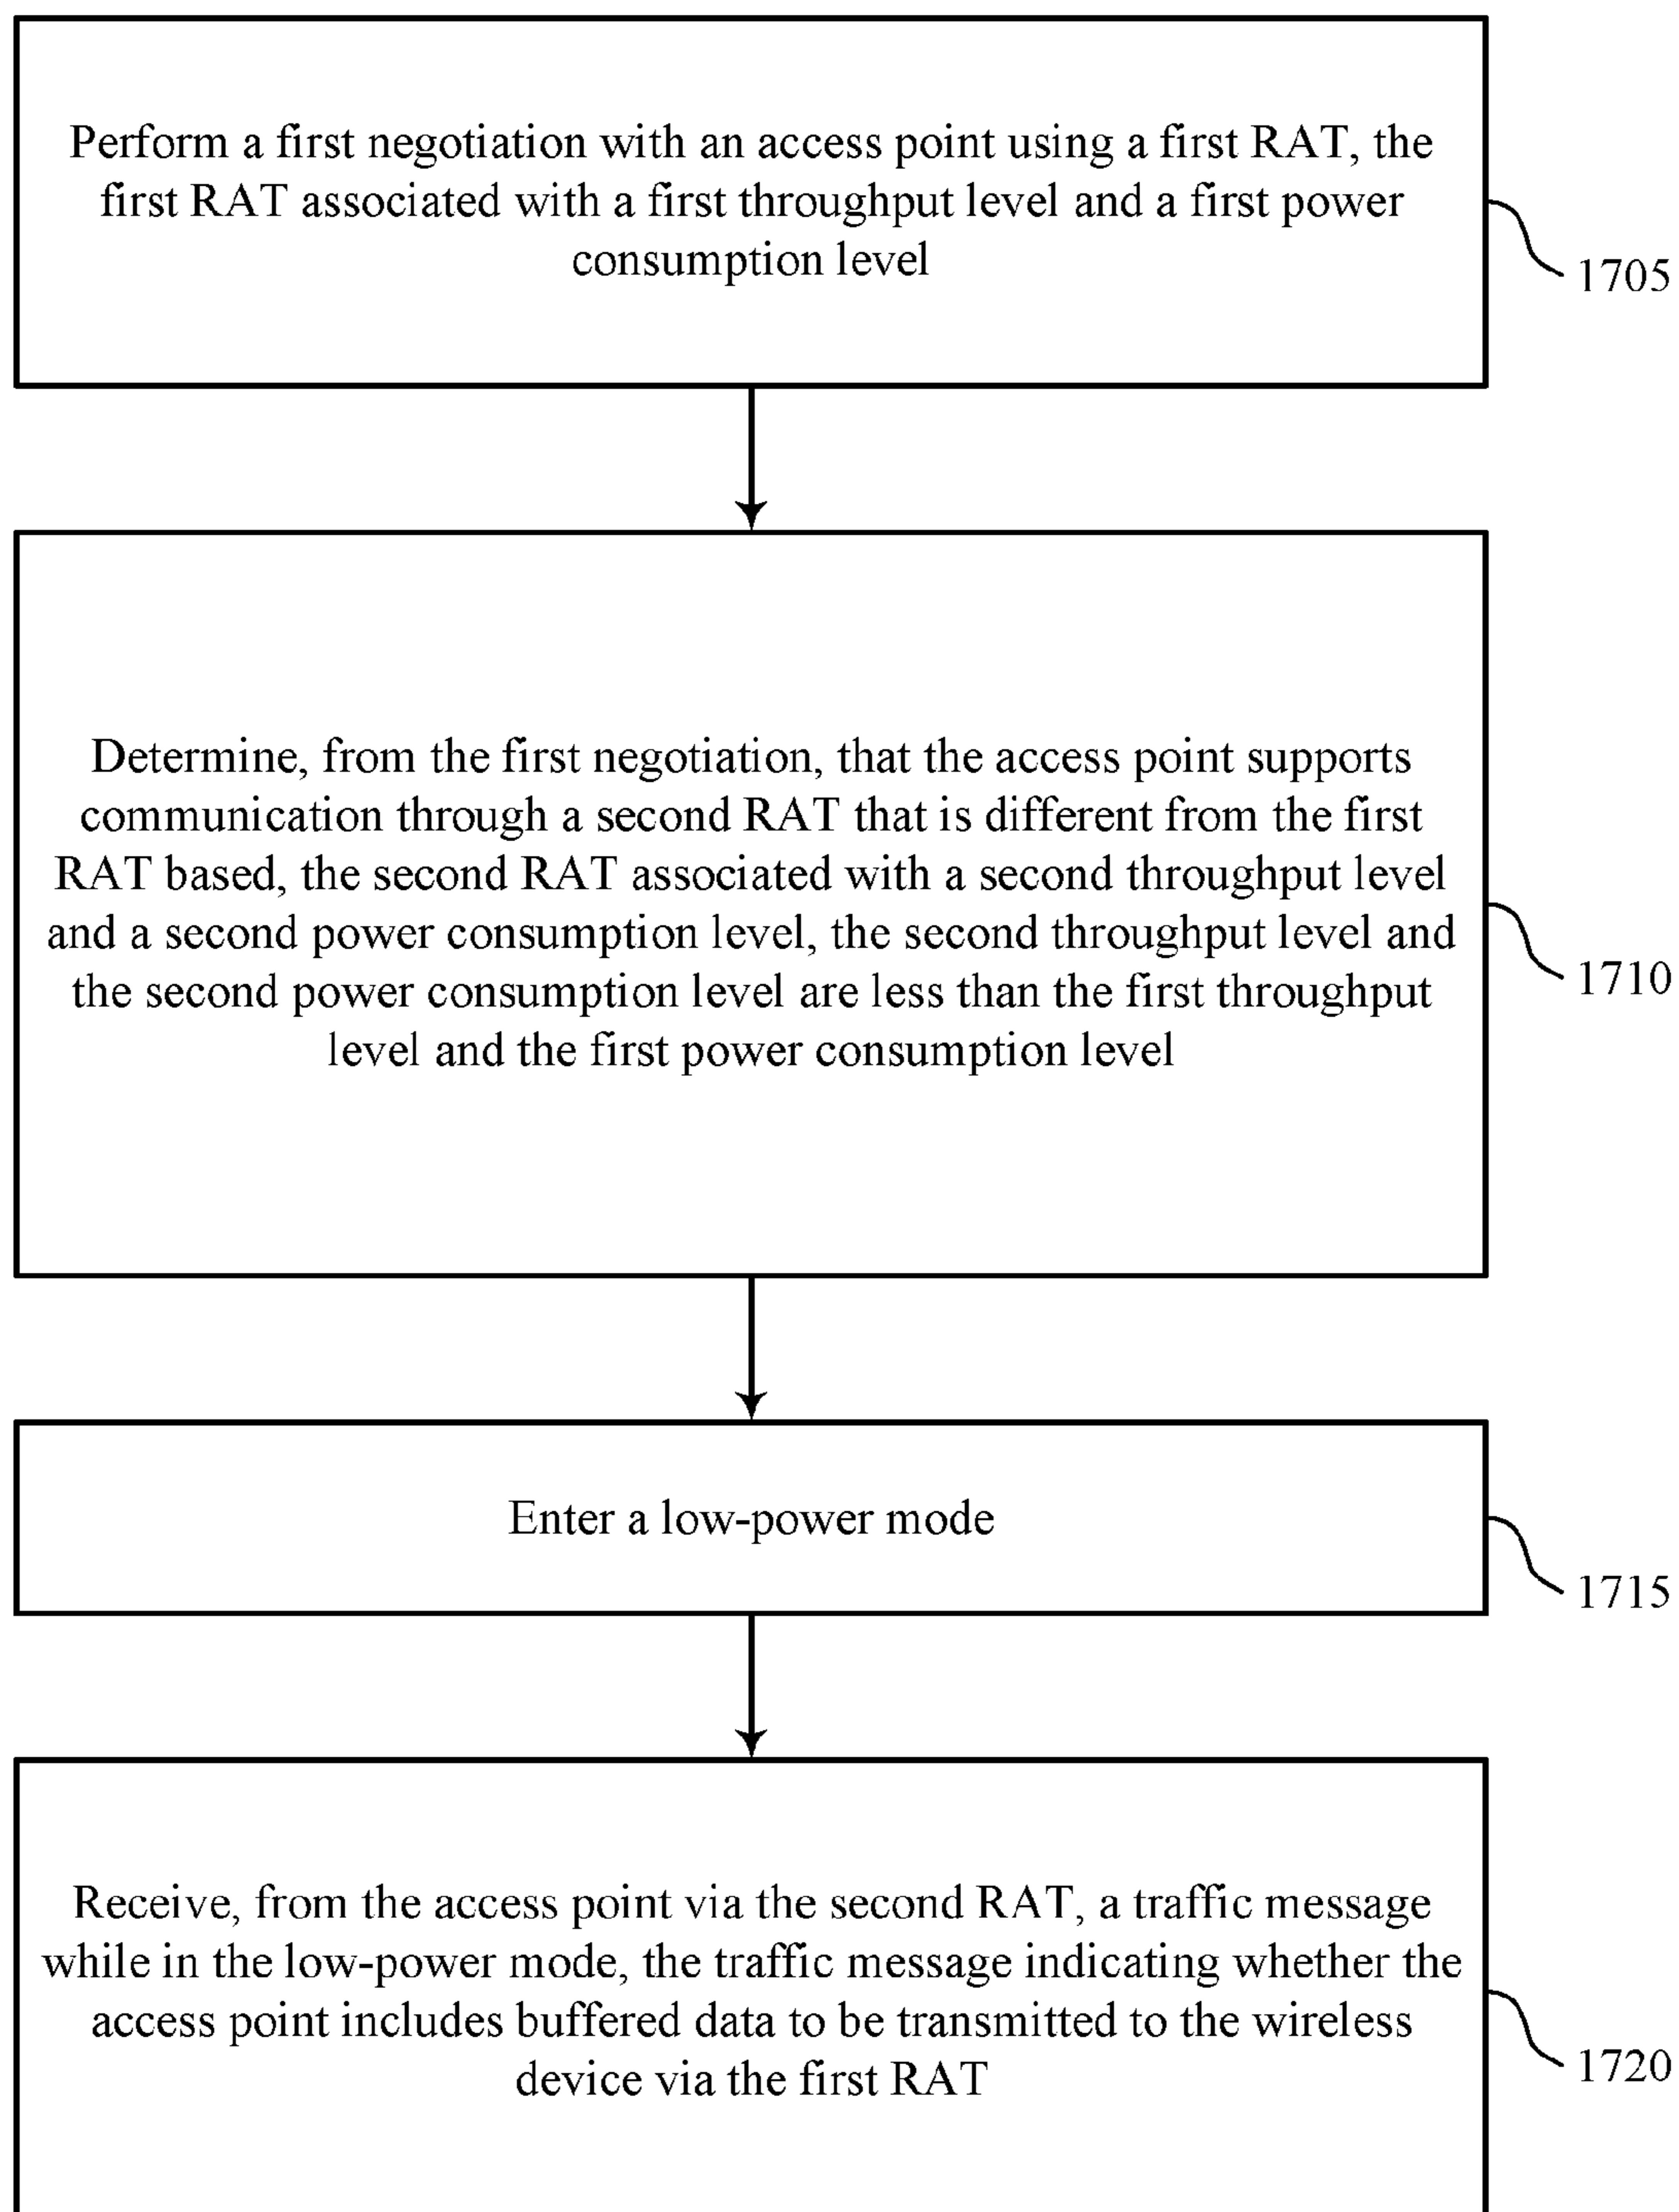 Perform a first negotiation with an access point using a first RAT, the
first RAT associated with a first throughput level and a first power
consumption level
1705
Determine, from the first negotiation, that the access point supports
communication through a second RAT that is different from the first
RAT based, the second RAT associated with a second throughput level
and a second power consumption level, the second throughput level and
the second power consumption level are less than the first throughput
level and the first power consumption level
1710
Enter a low-power mode
1715
Receive, from the access point via the second RAT, a traffic message
while in the low-power mode, the traffic message indicating whether the
access point includes buffered data to be transmitted to the wireless
device via the first RAT
1720